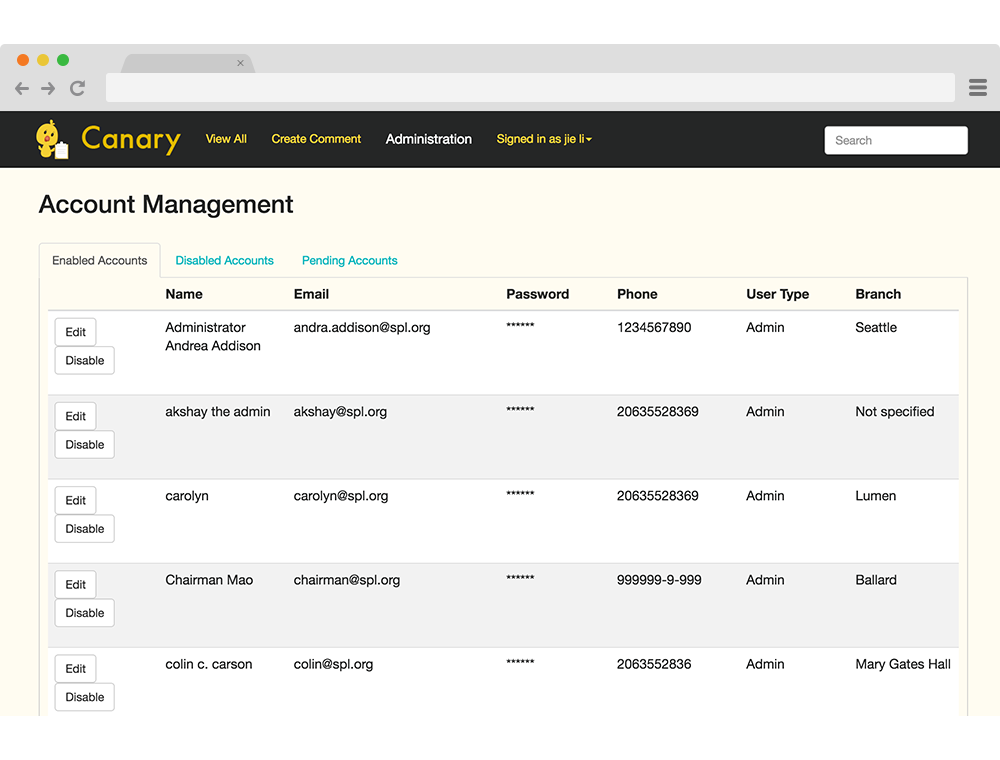 Canary View All Create Comment Administration Signed in as jie li Search
Account Management
Enabled Accounts Disabled Accounts Pending Accounts
Name Email Password Phone User Type Branch
Edit Administrator andra.addison@spl.org ****** 1234567890 Admin Seattle
Andrea Addison
Disable
Edit akshay the admin akshay@spl.org ****** 20635528369 Admin Not specified
Disable
Edit carolyn carolyn@spl.org ****** 20635528369 Admin Lumen
Disable
Edit Chairman Mao chairman@spl.org ****** 999999-9-999 Admin Ballard
Disable
Edit colin c. carson colin@spl.org ****** 2063552836 Admin Mary Gates Hall
Disable